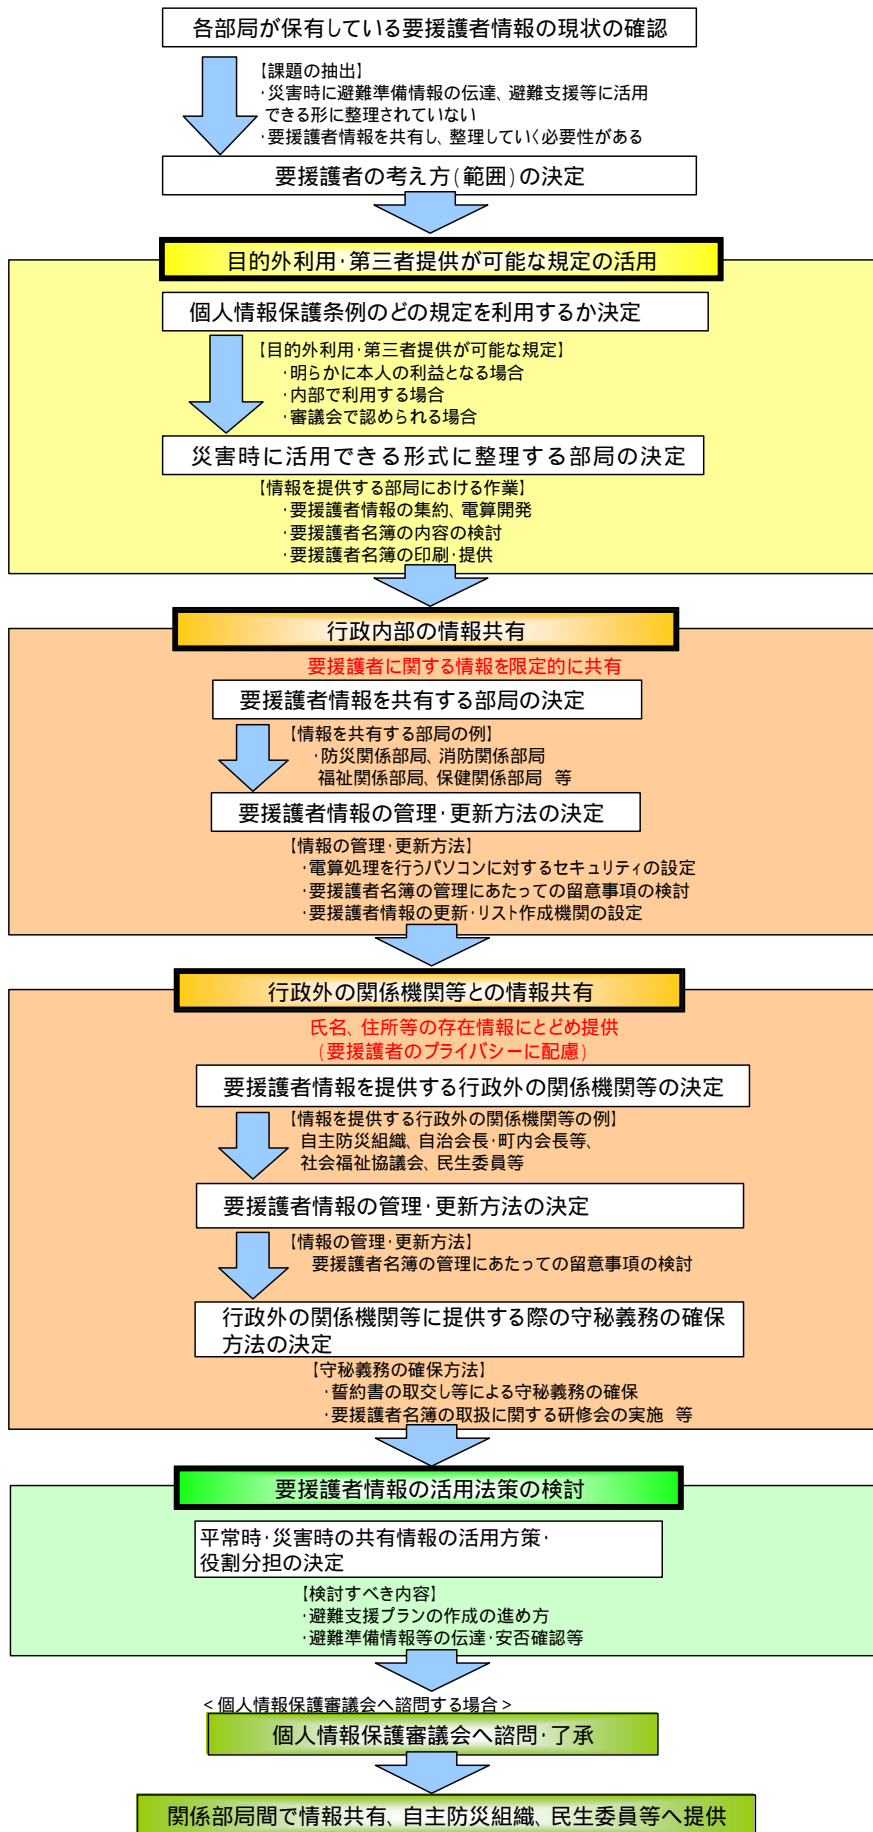 各部局が保有している要援護者情報の現状の確認
【課題の抽出】
・災害時に避難準備情報の伝達、避難支援等に活用
できる形に整理されていない
・要援護者情報を共有し、整理していく必要性がある
要援護者の考え方(範囲)の決定
目的外利用・第三者提供が可能な規定の活用
個人情報保護条例のどの規定を利用するか決定
【目的外利用・第三者提供が可能な規定】
・明らかに本人の利益となる場合
・内部で利用する場合
・審議会で認められる場合
災害時に活用できる形式に整理する部局の決定
【情報を提供する部局における作業】
・要援護者情報の集約、電算開発
・要援護者名簿の内容の検討
・要援護者名簿の印刷・提供
行政内部の情報共有
要援護者に関する情報を限定的に共有
要援護者情報を共有する部局の決定
【情報を共有する部局の例】
・防災関係部局、消防関係部局
福祉関係部局、保健関係部局 等
要援護者情報の管理・更新方法の決定
【情報の管理・更新方法】
・電算処理を行うパソコンに対するセキュリティの設定
・要援護者名簿の管理にあたっての留意事項の検討
・要援護者情報の更新・リスト作成機関の設定
行政外の関係機関等との情報共有
氏名、住所等の存在情報にとどめ提供
(要援護者のプライバシーに配慮)
要援護者情報を提供する行政外の関係機関等の決定
【情報を提供する行政外の関係機関等の例】
自主防災組織、自治会長・町内会長等、
社会福祉協議会、民生委員等
要援護者情報の管理・更新方法の決定
【情報の管理・更新方法】
要援護者名簿の管理にあたっての留意事項の検討
行政外の関係機関等に提供する際の守秘義務の確保
方法の決定
【守秘義務の確保方法】
・誓約書の取交し等による守秘義務の確保
・要援護者名簿の取扱に関する研修会の実施 等
要援護者情報の活用法策の検討
平常時・災害時の共有情報の活用方策・
役割分担の決定
【検討すべき内容】
・避難支援プランの作成の進め方
・避難準備情報等の伝達・安否確認等
<個人情報保護審議会へ諮問する場合>
個人情報保護審議会へ諮問・了承
関係部局間で情報共有、自主防災組織、民生委員等へ提供